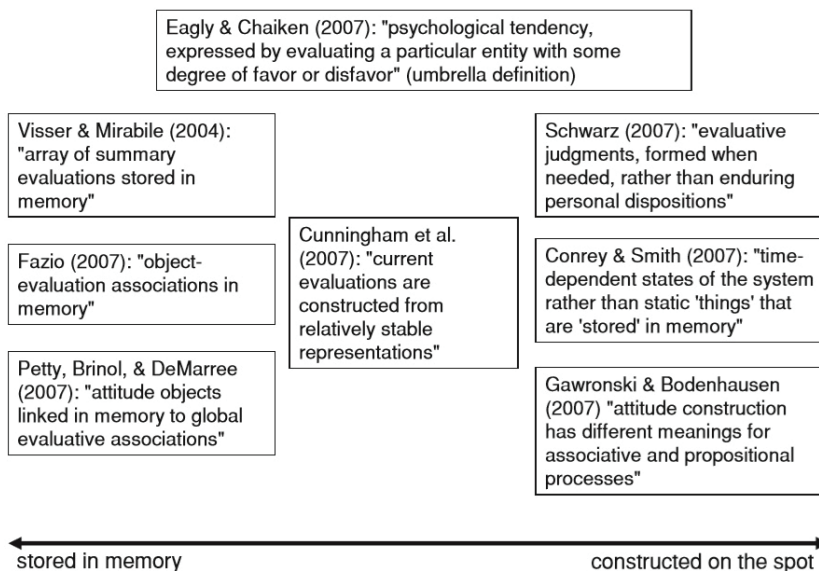 Eagly & Chaiken (2007): "psychological tendency,
expressed by evaluating a particular entity with some
degree of favor or disfavor" (umbrella definition)
Visser & Mirabile (2004):
"array of summary
evaluations stored in
memory"
Fazio (2007): "object-
evaluation associations in
memory"
Petty, Brinol, & DeMarree
(2007): "attitude objects
linked in memory to global
evaluative associations"
Cunningham et al.
(2007): "current
evaluations are
constructed from
relatively stable
representations"
Schwarz (2007): "evaluative
judgments, formed when
needed, rather than enduring
personal dispositions"
Conrey & Smith (2007): "time-
dependent states of the system
rather than static 'things' that
are 'stored' in memory"
Gawronski & Bodenhausen
(2007) "attitude construction
has different meanings for
associative and propositional
processes"
stored in memory
constructed on the spot